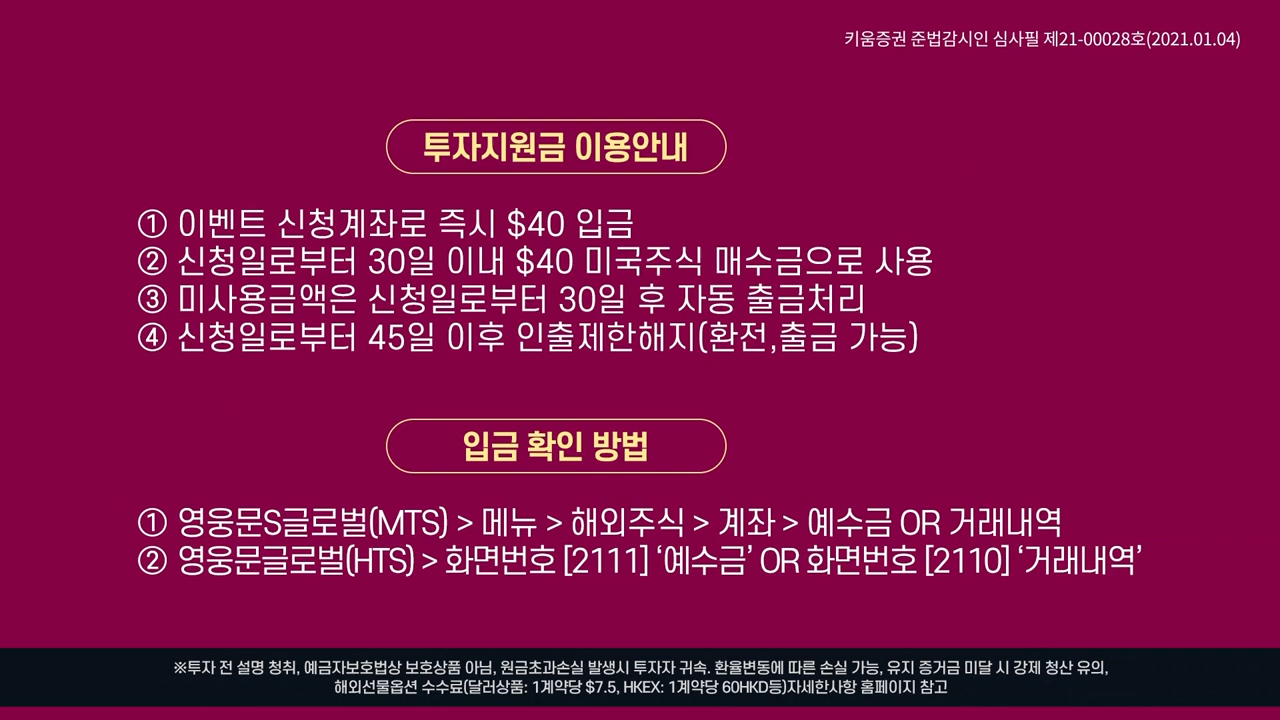 키움증권 준법감시인 심사필 제21-00028호(2021.01.04)
투자지원금 이용안내
① 이벤트 신청계좌로 즉시 $40 입금
② 신청일로부터 30일 이내 $40 미국주식 매수금으로 사용
③ 미사용금액은 신청일로부터 30일 후 자동 출금처리
④ 신청일로부터 45일 이후 인출제한해지(환전,출금 가능)
입금 확인 방법
① 영웅문S글로벌(MTS) > 메뉴 > 해외주식 > 계좌 > 예수금 OR 거래내역
② 영웅문글로벌(HTS) > 화면번호 [2111] ‘예수금’ OR 화면번호 [2110] ‘거래내역’
※투자 전 설명 청취, 예금자보호법상 보호상품 아님, 원금초과손실 발생시 투자자 귀속. 환율변동에 따른 손실 가능, 유지 증거금 미달 시 강제 청산 유의,
해외선물옵션 수수료(달러상품: 1계약당 $7.5, HKEX: 1계약당 60HKD등)자세한사항 홈페이지 참고